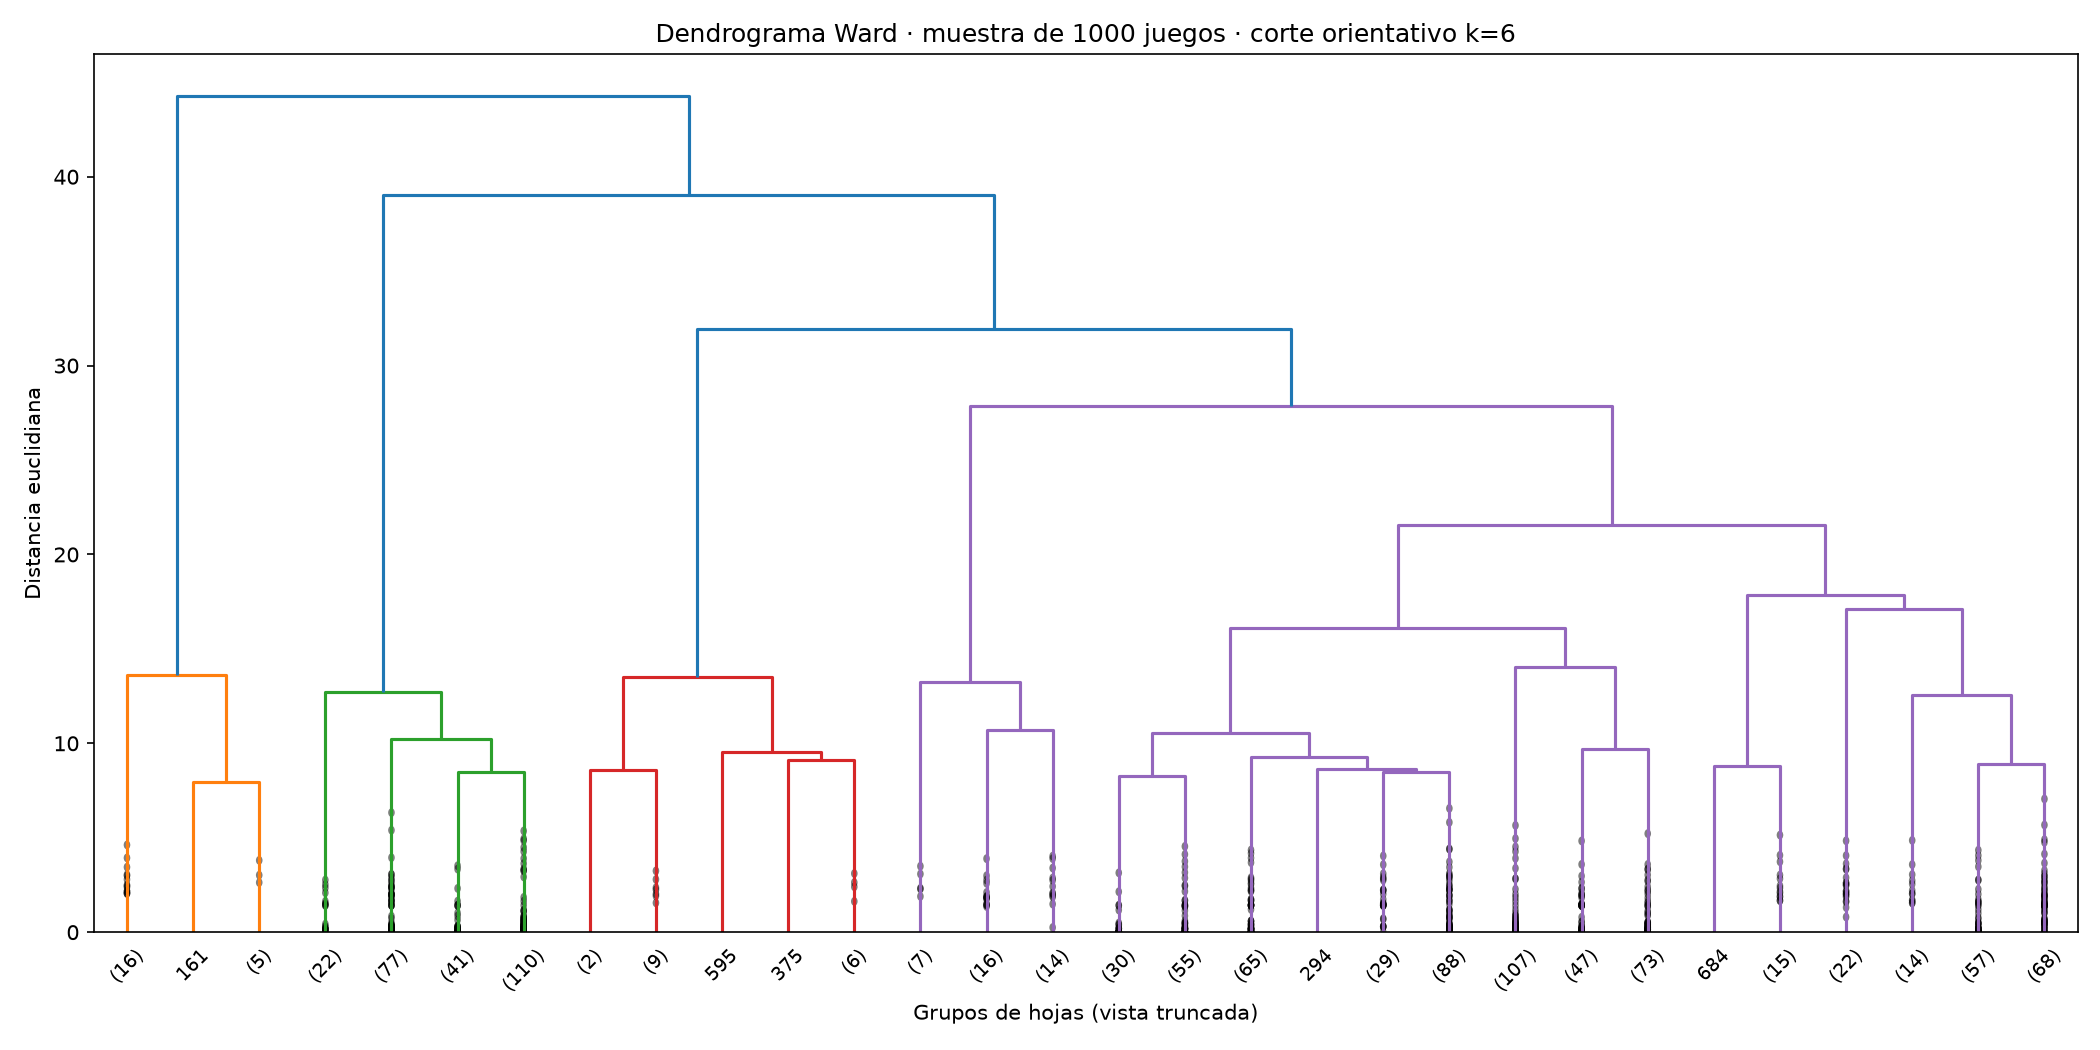 Dendrograma Ward · muestra de 1000 juegos · corte orientativo k=6
Distancia euclidiana
40
30
20
10
0
(16) 161 (5) (22) (77) (41) (110) (2) (9) 595 375 (6) (7) (16) (14) (30) (55) (65) 294 (29) (88) (107) (47) (73) 684 (15) (22) (14) (57) (68)
Grupos de hojas (vista truncada)